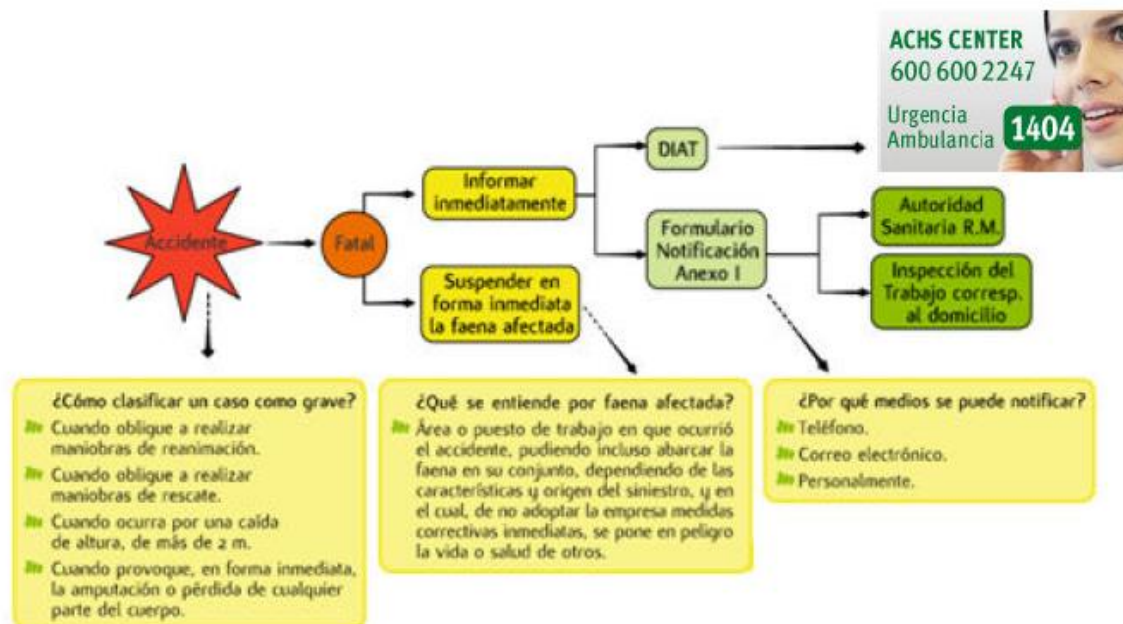 ACHS CENTER
600 600 2247
Urgencia
Ambulancia 1404
Accidente
Fatal
Informar
inmediatamente
Suspender en
forma inmediata
la faena afectada
DIAT
Formulario
Notificación
Anexo I
Autoridad
Sanitaria R.M.
Inspección del
Trabajo corresp.
al domicilio
¿Cómo clasificar un caso como grave?
Cuando obligue a realizar
maniobras de reanimación.
Cuando obligue a realizar
maniobras de rescate.
Cuando ocurra por una caída
de altura, de más de 2 m.
Cuando provoque, en forma inmediata,
la amputación o pérdida de cualquier
parte del cuerpo.
¿Qué se entiende por faena afectada?
Área o puesto de trabajo en que ocurrió
el accidente, pudiendo incluso abarcar la
faena en su conjunto, dependiendo de las
características y origen del siniestro, y en
el cual, de no adoptar la empresa medidas
correctivas inmediatas, se pone en peligro
la vida o salud de otros.
¿Por qué medios se puede notificar?
Teléfono.
Correo electrónico.
Personalmente.